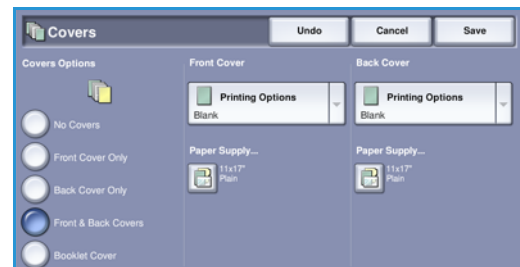 Covers
Undo
Cancel
Save
Covers Options
Front Cover
Back Cover
Printing Options
Blank
Printing Options
Blank
No Covers
Front Cover Only
Back Cover Only
Front & Back Covers
Booklet Cover
Paper Supply...
11x17"
Plain
Paper Supply...
11x17"
Plain